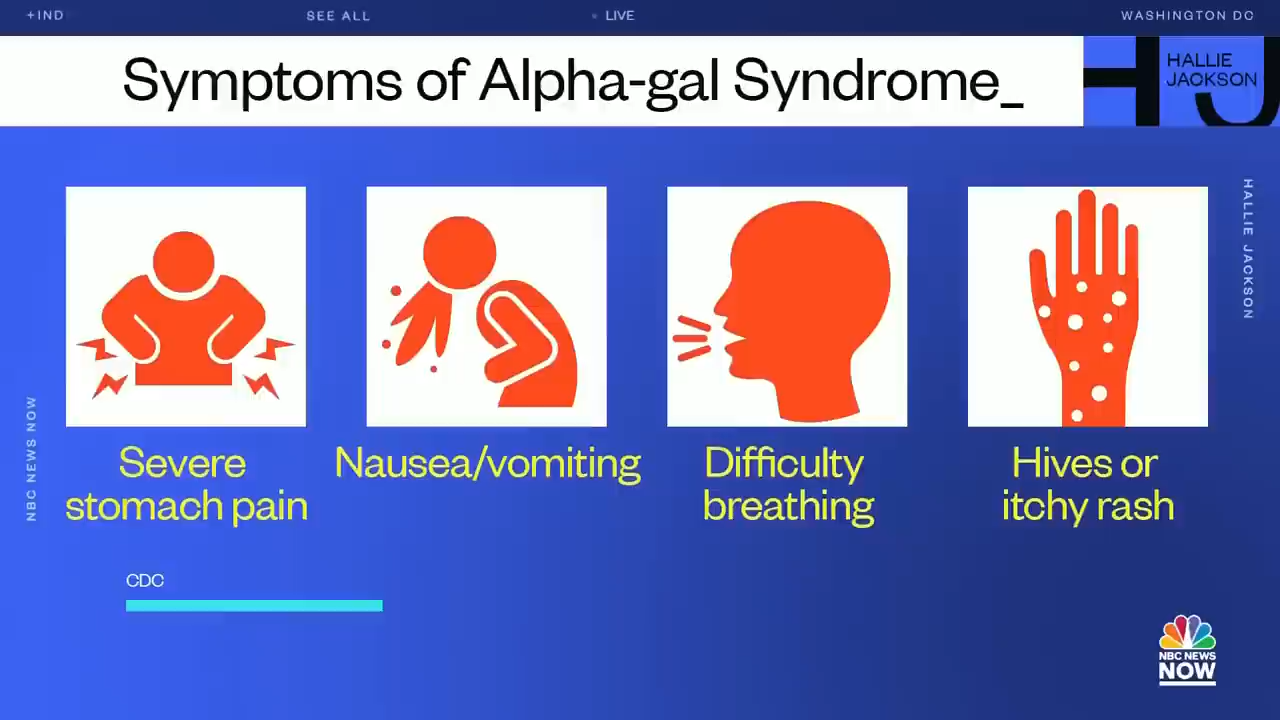 +IND
SEE ALL
LIVE
WASHINGTON DC
Symptoms of Alpha-gal Syndrome_
HJ
HALLIE
JACKSON
HALLIE JACKSON
NBC NEWS NOW
Severe
stomach pain
Nausea/vomiting
Difficulty
breathing
Hives or
itchy rash
CDC
NBC NEWS
NOW